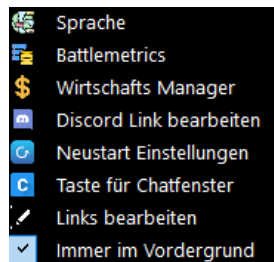 Sprache
Battlemetrics
Wirtschafts Manager
Discord Link bearbeiten
Neustart Einstellungen
Taste für Chatfenster
Links bearbeiten
Immer im Vordergrund